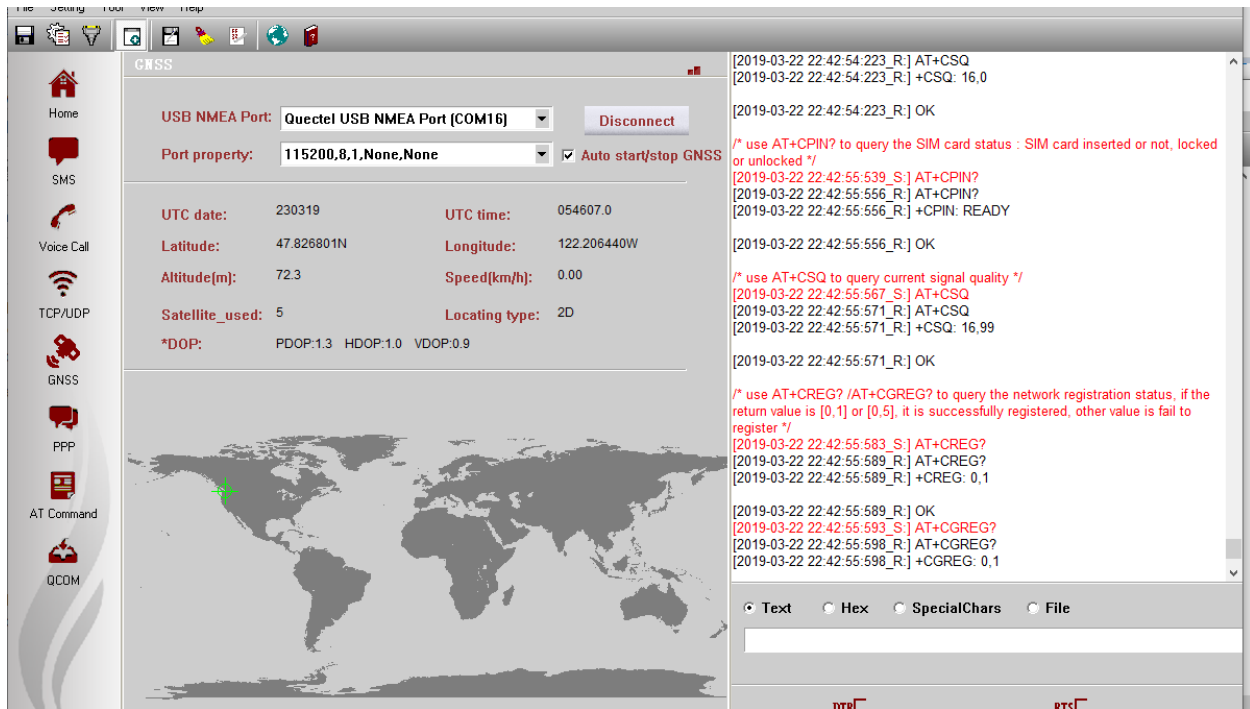 File Setting Tool View Help
GNSS
Home
SMS
Voice Call
TCP/UDP
GNSS
PPP
AT Command
QCOM
USB NMEA Port: Quectel USB NMEA Port (COM16) Disconnect
Port property: 115200,8,1,None,None Auto start/stop GNSS
UTC date: 230319 UTC time: 054607.0
Latitude: 47.826801N Longitude: 122.206440W
Altitude(m): 72.3 Speed(km/h): 0.00
Satellite_used: 5 Locating type: 2D
*DOP: PDOP:1.3 HDOP:1.0 VDOP:0.9
[2019-03-22 22:42:54:223_R:] AT+CSQ
[2019-03-22 22:42:54:223_R:] +CSQ: 16,0
[2019-03-22 22:42:54:223_R:] OK
/* use AT+CPIN? to query the SIM card status : SIM card inserted or not, locked
or unlocked */
[2019-03-22 22:42:55:539_S:] AT+CPIN?
[2019-03-22 22:42:55:556_R:] AT+CPIN?
[2019-03-22 22:42:55:556_R:] +CPIN: READY
[2019-03-22 22:42:55:556_R:] OK
/* use AT+CSQ to query current signal quality */
[2019-03-22 22:42:55:567_S:] AT+CSQ
[2019-03-22 22:42:55:571_R:] AT+CSQ
[2019-03-22 22:42:55:571_R:] +CSQ: 16,99
[2019-03-22 22:42:55:571_R:] OK
/* use AT+CREG? /AT+CGREG? to query the network registration status, if the
return value is [0,1] or [0,5], it is successfully registered, other value is fail to
register */
[2019-03-22 22:42:55:583_S:] AT+CREG?
[2019-03-22 22:42:55:589_R:] AT+CREG?
[2019-03-22 22:42:55:589_R:] +CREG: 0,1
[2019-03-22 22:42:55:589_R:] OK
[2019-03-22 22:42:55:593_S:] AT+CGREG?
[2019-03-22 22:42:55:598_R:] AT+CGREG?
[2019-03-22 22:42:55:598_R:] +CGREG: 0,1
Text Hex SpecialChars File
DTR RTS